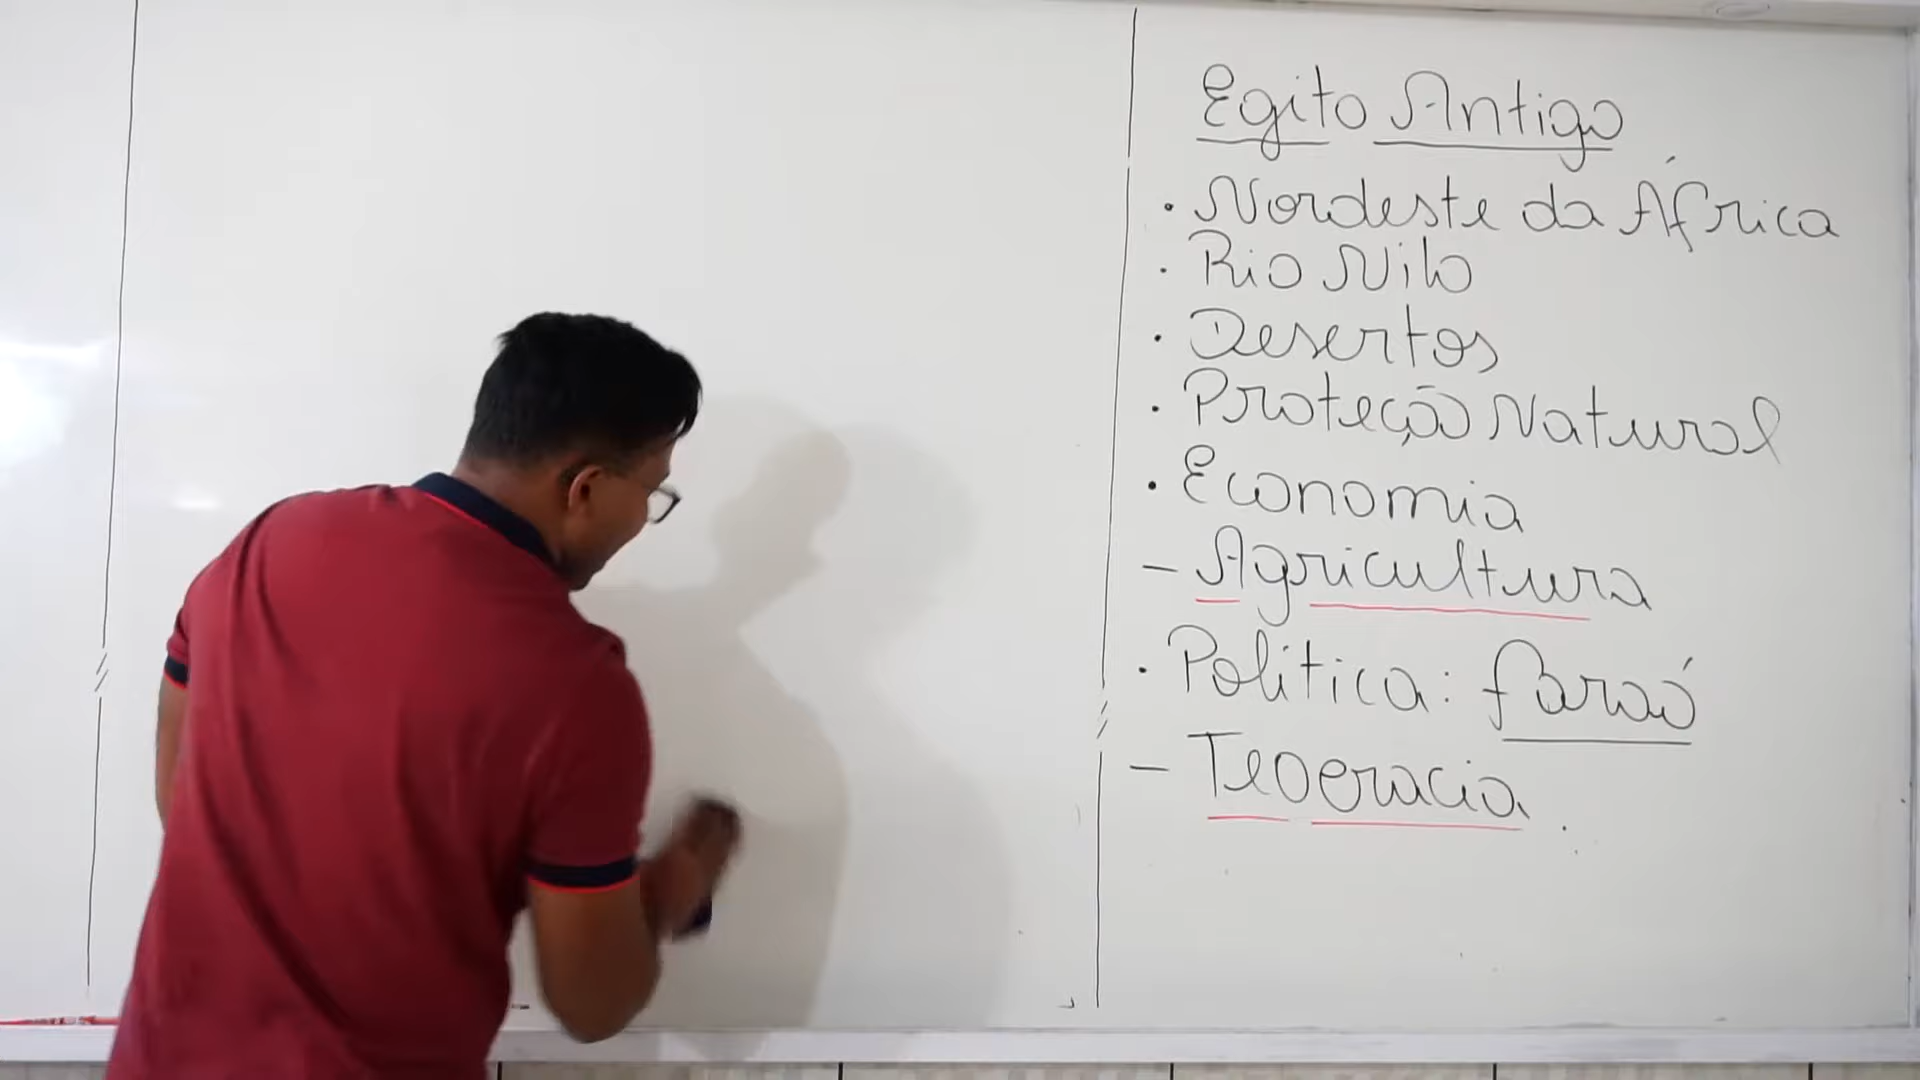 Egito Antigo
· Nordeste da África
· Rio Nilo
· Desertos
· Proteção Natural
· Economia
- Agricultura
· Política: faraó
- Teocracia.